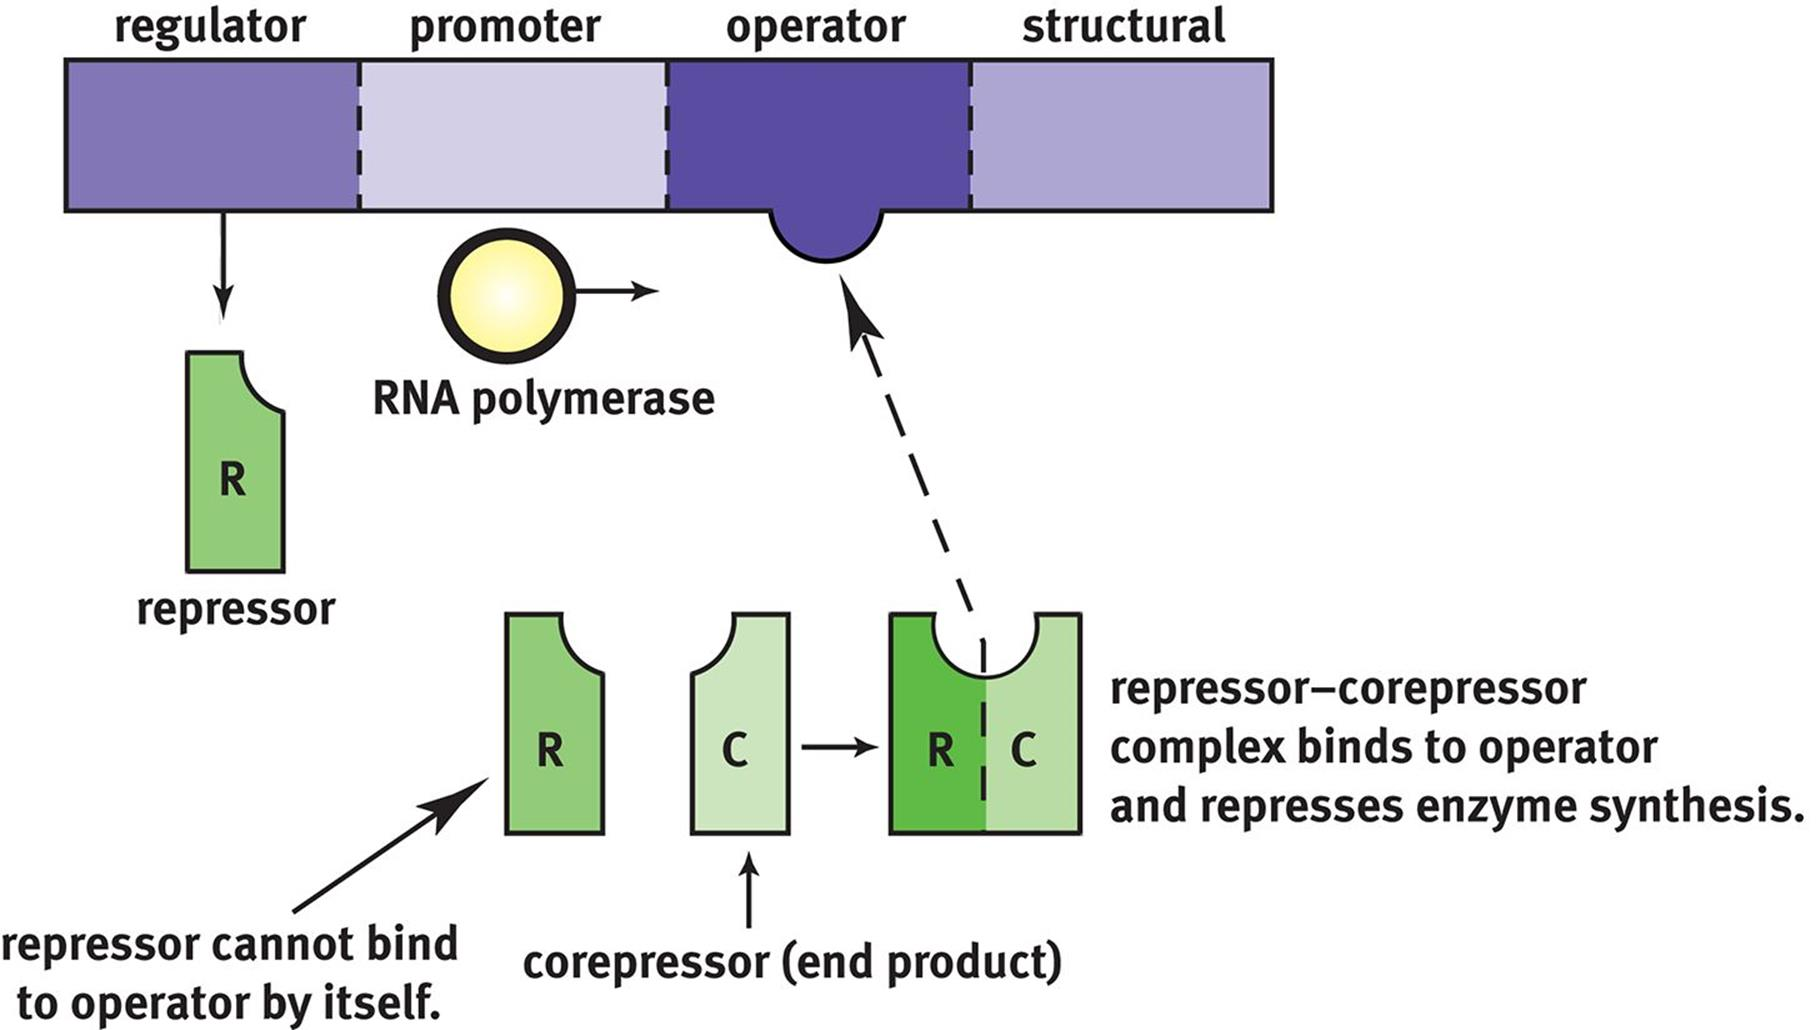 regulator promoter operator structural
RNA polymerase
R
repressor
R C R C
repressor–corepressor
complex binds to operator
and represses enzyme synthesis.
repressor cannot bind
to operator by itself.
corepressor (end product)